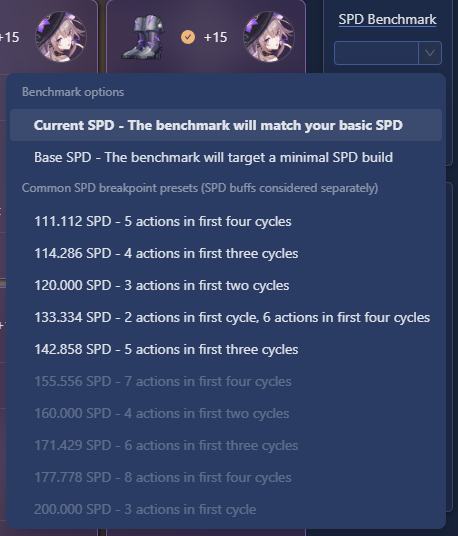 +15
+15
SPD Benchmark
Benchmark options
Current SPD - The benchmark will match your basic SPD
Base SPD - The benchmark will target a minimal SPD build
Common SPD breakpoint presets (SPD buffs considered separately)
111.112 SPD - 5 actions in first four cycles
114.286 SPD - 4 actions in first three cycles
120.000 SPD - 3 actions in first two cycles
133.334 SPD - 2 actions in first cycle, 6 actions in first four cycles
142.858 SPD - 5 actions in first three cycles
155.556 SPD - 7 actions in first four cycles
160.000 SPD - 4 actions in first two cycles
171.429 SPD - 6 actions in first three cycles
177.778 SPD - 8 actions in first four cycles
200.000 SPD - 3 actions in first cycle